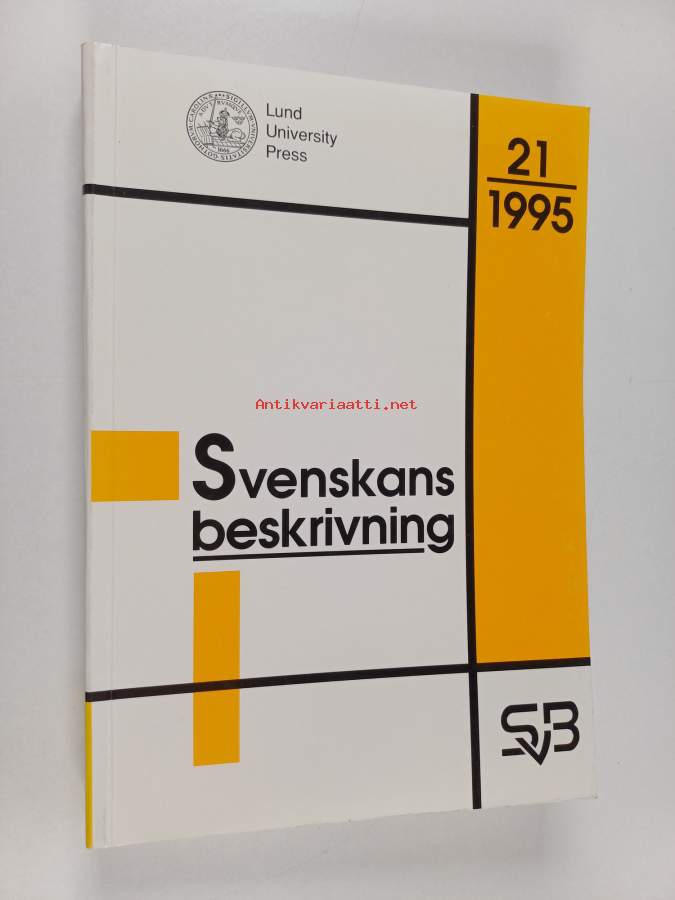 Lund
University
Press
21
1995
Antikvariaatti.net
Svenskans
beskrivning
SVB